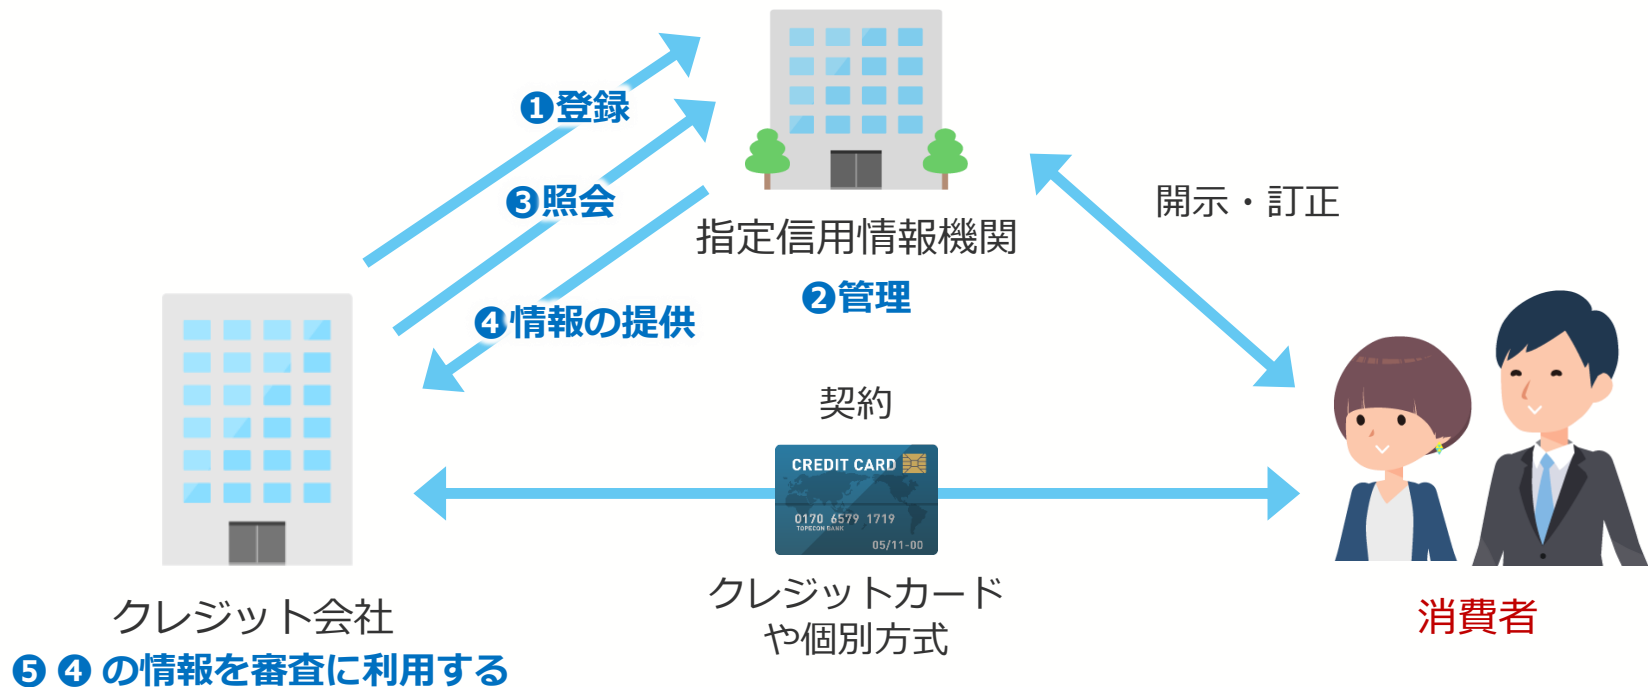 ❶登録
❸照会
❹情報の提供
指定信用情報機関
❷管理
開示・訂正
契約
CREDIT CARD
0170 6579 1719
TOPECON BANK
05/11-00
クレジットカード
や個別方式
クレジット会社
❺ ❹ の情報を審査に利用する
消費者